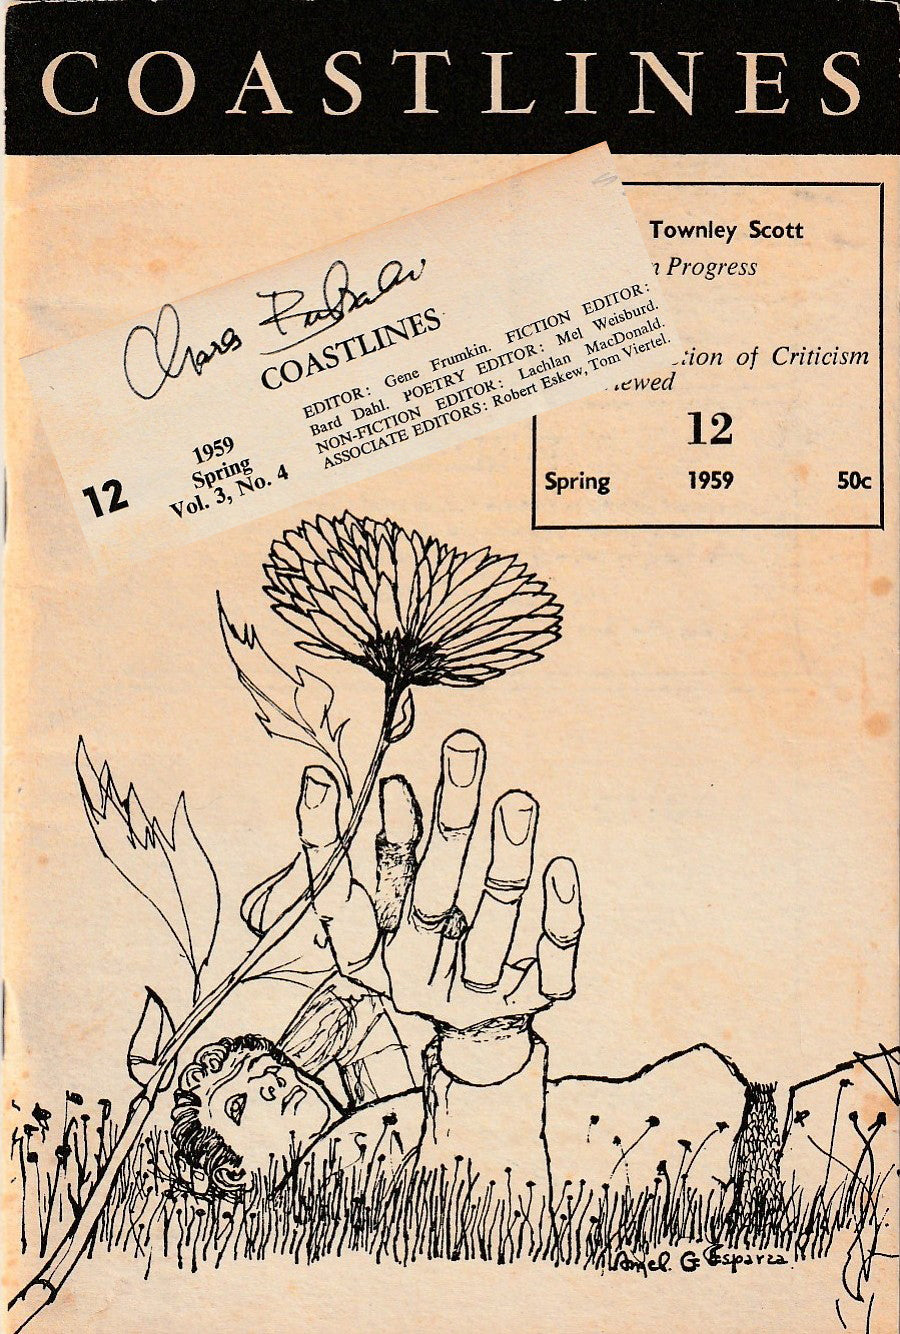 COASTLINES
Townley Scott
n Progress
tion of Criticism
iewed
12
Spring 1959 50c
COASTLINES
EDITOR: Gene Frumkin. FICTION EDITOR:
Bard Dahl. POETRY EDITOR: Mel Weisburd.
NON-FICTION EDITOR: Lachlan MacDonald.
ASSOCIATE EDITORS: Robert Eskew, Tom Viertel.
12
1959
Spring
Vol. 3, No. 4
G Esparza